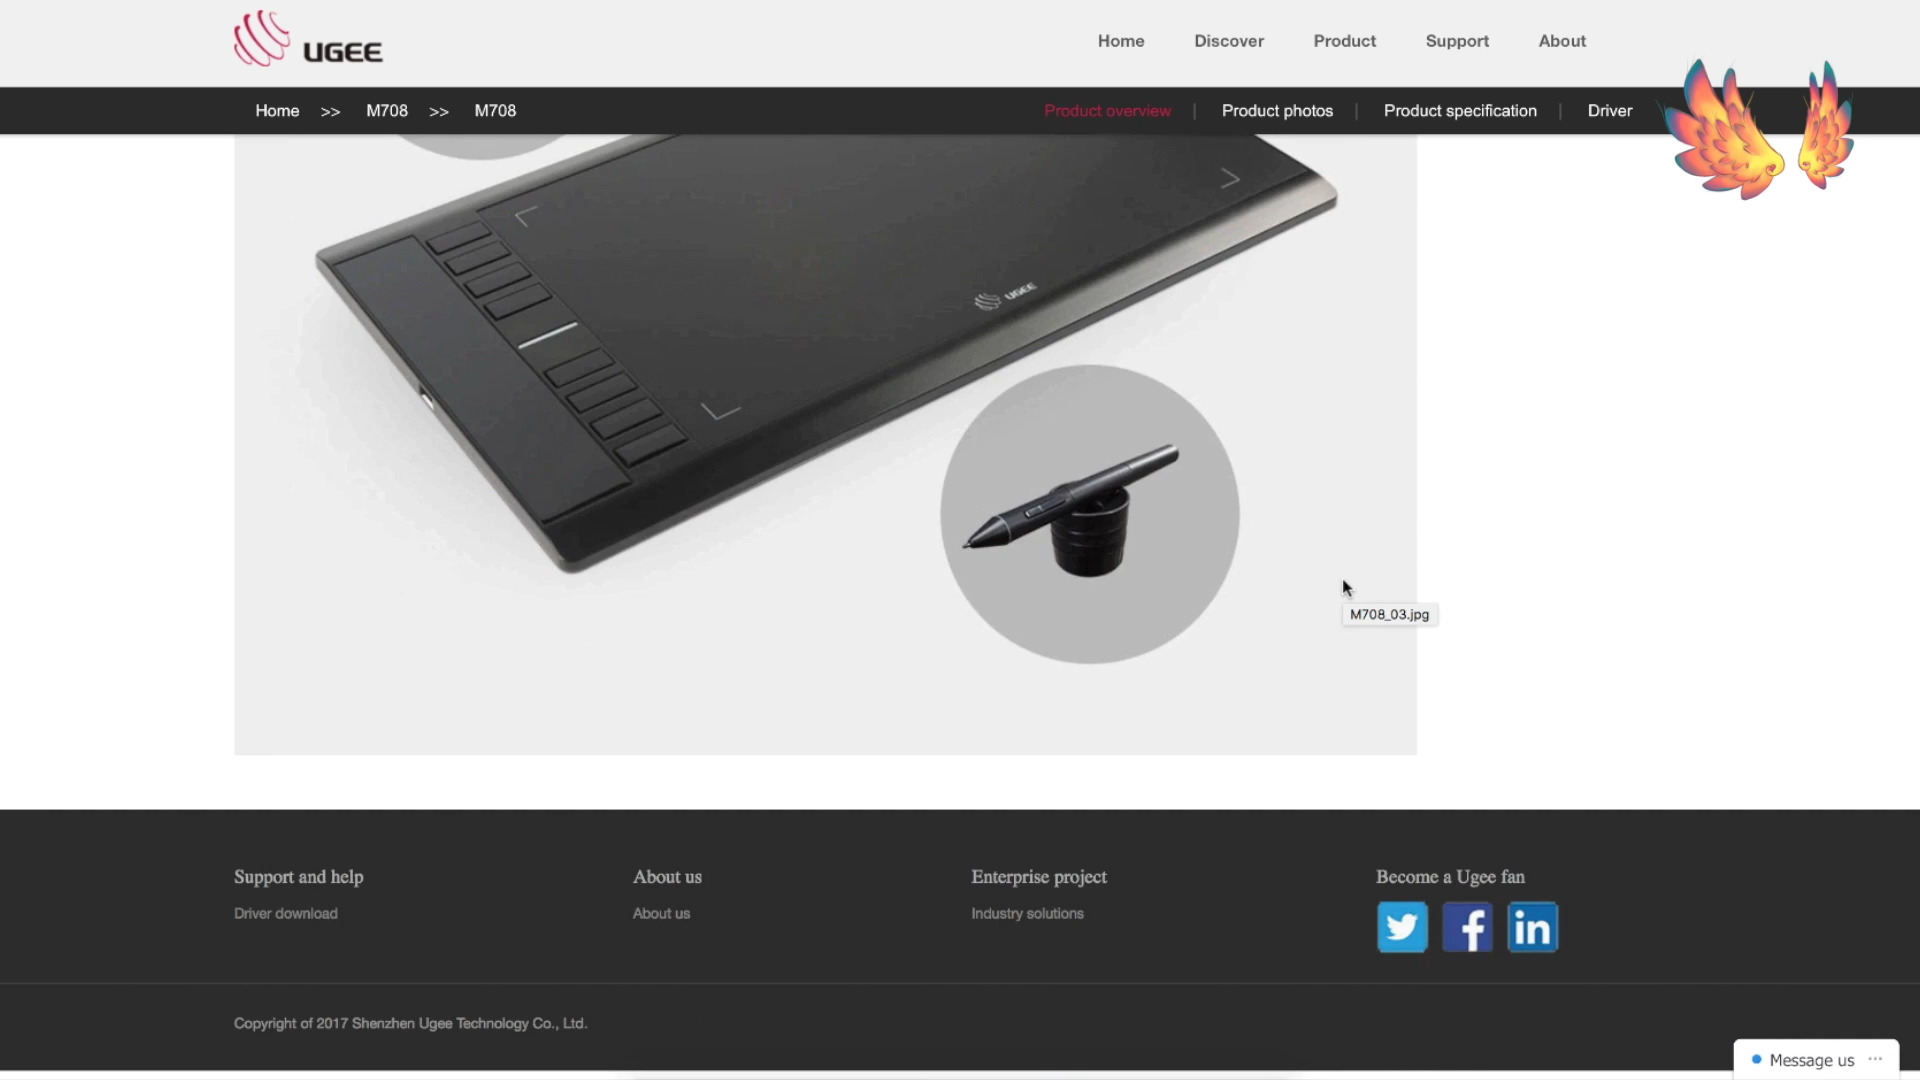 UGEE
Home Discover Product Support About
Home >> M708 >> M708
Product overview | Product photos | Product specification | Driver
UGEE
M708_03.jpg
Support and help
Driver download
About us
About us
Enterprise project
Industry solutions
Become a Ugee fan
Copyright of 2017 Shenzhen Ugee Technology Co., Ltd.
Message us ...